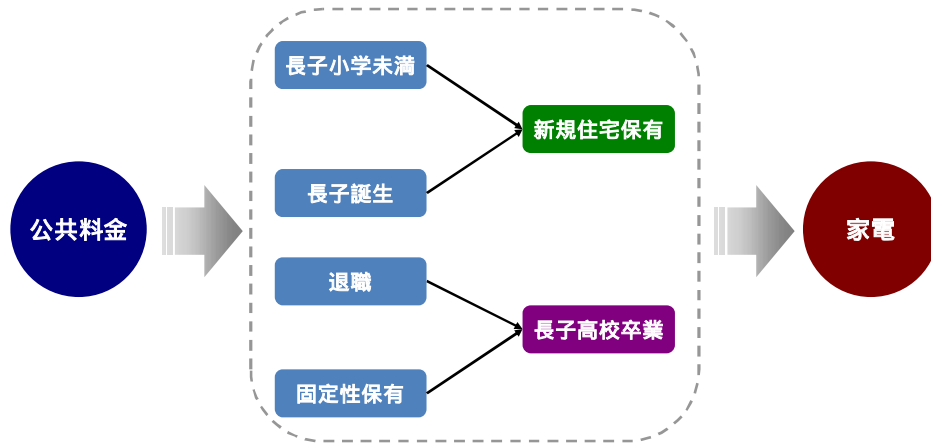 公共料金
長子小学未満
長子誕生
退職
固定性保有
新規住宅保有
長子高校卒業
家電